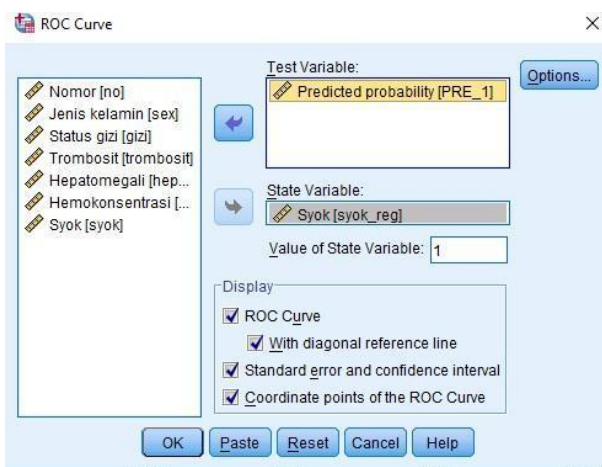 ROC Curve
Nomor [no]
Jenis kelamin [sex]
Status gizi [gizi]
Trombosit [trombosit]
Hepatomegali [hep...
Hemokonsentrasi [...
Syok [syok]
Test Variable:
Predicted probability [PRE_1]
Options...
State Variable:
Syok [syok_reg]
Value of State Variable: 1
Display
ROC Curve
With diagonal reference line
Standard error and confidence interval
Coordinate points of the ROC Curve
OK Paste Reset Cancel Help